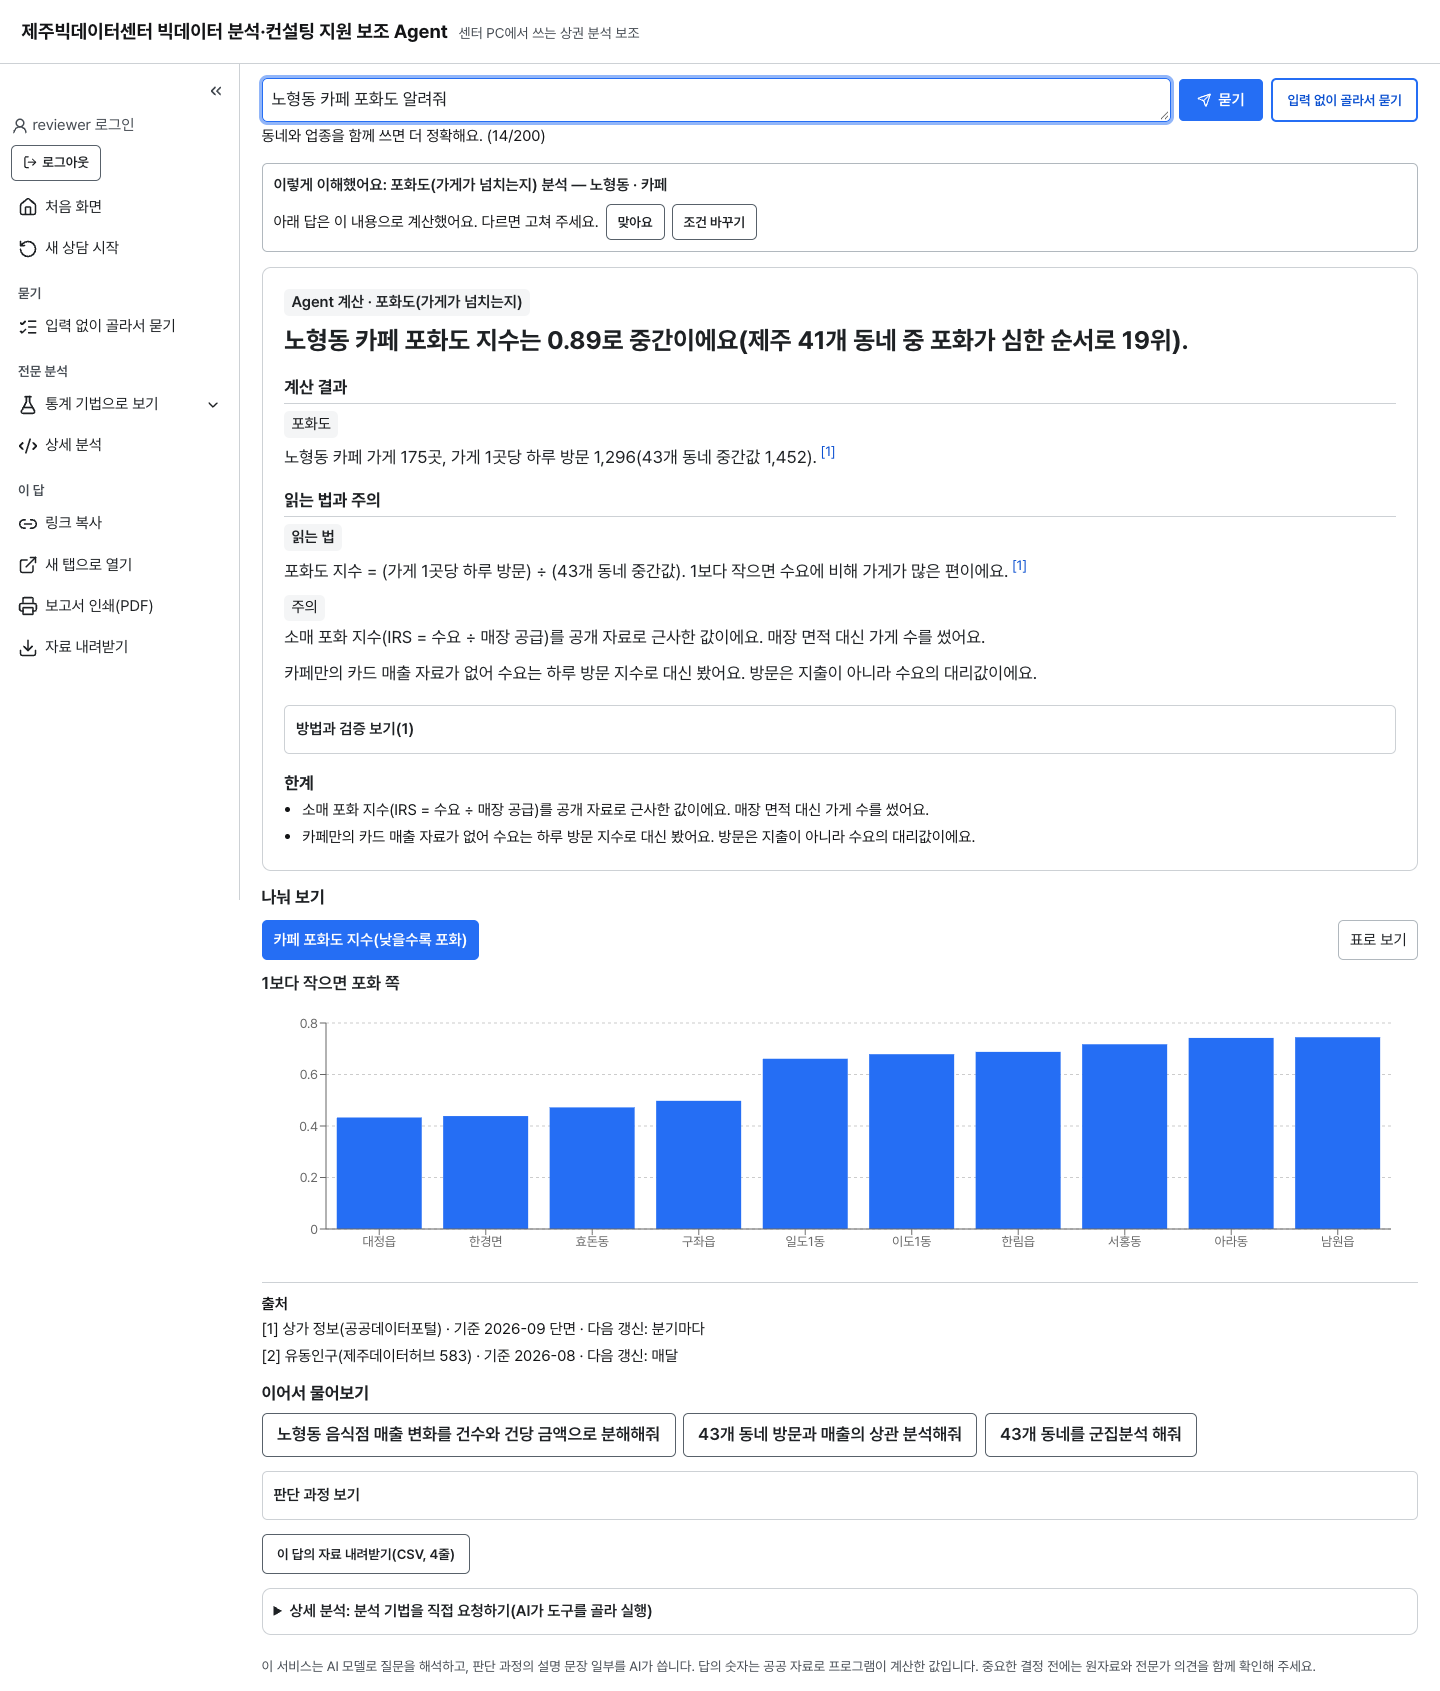 제주빅데이터센터 빅데이터 분석·컨설팅 지원 보조 Agent 센터 PC에서 쓰는 상권 분석 보조
reviewer 로그인
로그아웃
처음 화면
새 상담 시작
묻기
입력 없이 골라서 묻기
전문 분석
통계 기법으로 보기
상세 분석
이 답
링크 복사
새 탭으로 열기
보고서 인쇄(PDF)
자료 내려받기
노형동 카페 포화도 알려줘
묻기
입력 없이 골라서 묻기
동네와 업종을 함께 쓰면 더 정확해요. (14/200)
이렇게 이해했어요: 포화도(가게가 넘치는지) 분석 — 노형동 · 카페
아래 답은 이 내용으로 계산했어요. 다르면 고쳐 주세요. 맞아요 조건 바꾸기
Agent 계산 · 포화도(가게가 넘치는지)
노형동 카페 포화도 지수는 0.89로 중간이에요(제주 41개 동네 중 포화가 심한 순서로 19위).
계산 결과
포화도
노형동 카페 가게 175곳, 가게 1곳당 하루 방문 1,296(43개 동네 중간값 1,452). [1]
읽는 법과 주의
읽는 법
포화도 지수 = (가게 1곳당 하루 방문) ÷ (43개 동네 중간값). 1보다 작으면 수요에 비해 가게가 많은 편이에요. [1]
주의
소매 포화 지수(IRS = 수요 ÷ 매장 공급)를 공개 자료로 근사한 값이에요. 매장 면적 대신 가게 수를 썼어요.
카페만의 카드 매출 자료가 없어 수요는 하루 방문 지수로 대신 봤어요. 방문은 지출이 아니라 수요의 대리값이에요.
방법과 검증 보기(1)
한계
• 소매 포화 지수(IRS = 수요 ÷ 매장 공급)를 공개 자료로 근사한 값이에요. 매장 면적 대신 가게 수를 썼어요.
• 카페만의 카드 매출 자료가 없어 수요는 하루 방문 지수로 대신 봤어요. 방문은 지출이 아니라 수요의 대리값이에요.
나눠 보기
카페 포화도 지수(낮을수록 포화)
표로 보기
1보다 작으면 포화 쪽
0.8
0.6
0.4
0.2
0
대정읍 한경면 효돈동 구좌읍 일도1동 이도1동 한림읍 서홍동 아라동 남원읍
출처
[1] 상가 정보(공공데이터포털) · 기준 2026-09 단면 · 다음 갱신: 분기마다
[2] 유동인구(제주데이터허브 583) · 기준 2026-08 · 다음 갱신: 매달
이어서 물어보기
노형동 음식점 매출 변화를 건수와 건당 금액으로 분해해줘
43개 동네 방문과 매출의 상관 분석해줘
43개 동네를 군집분석 해줘
판단 과정 보기
이 답의 자료 내려받기(CSV, 4줄)
▶ 상세 분석: 분석 기법을 직접 요청하기(AI가 도구를 골라 실행)
이 서비스는 AI 모델로 질문을 해석하고, 판단 과정의 설명 문장 일부를 AI가 씁니다. 답의 숫자는 공공 자료로 프로그램이 계산한 값입니다. 중요한 결정 전에는 원자료와 전문가 의견을 함께 확인해 주세요.